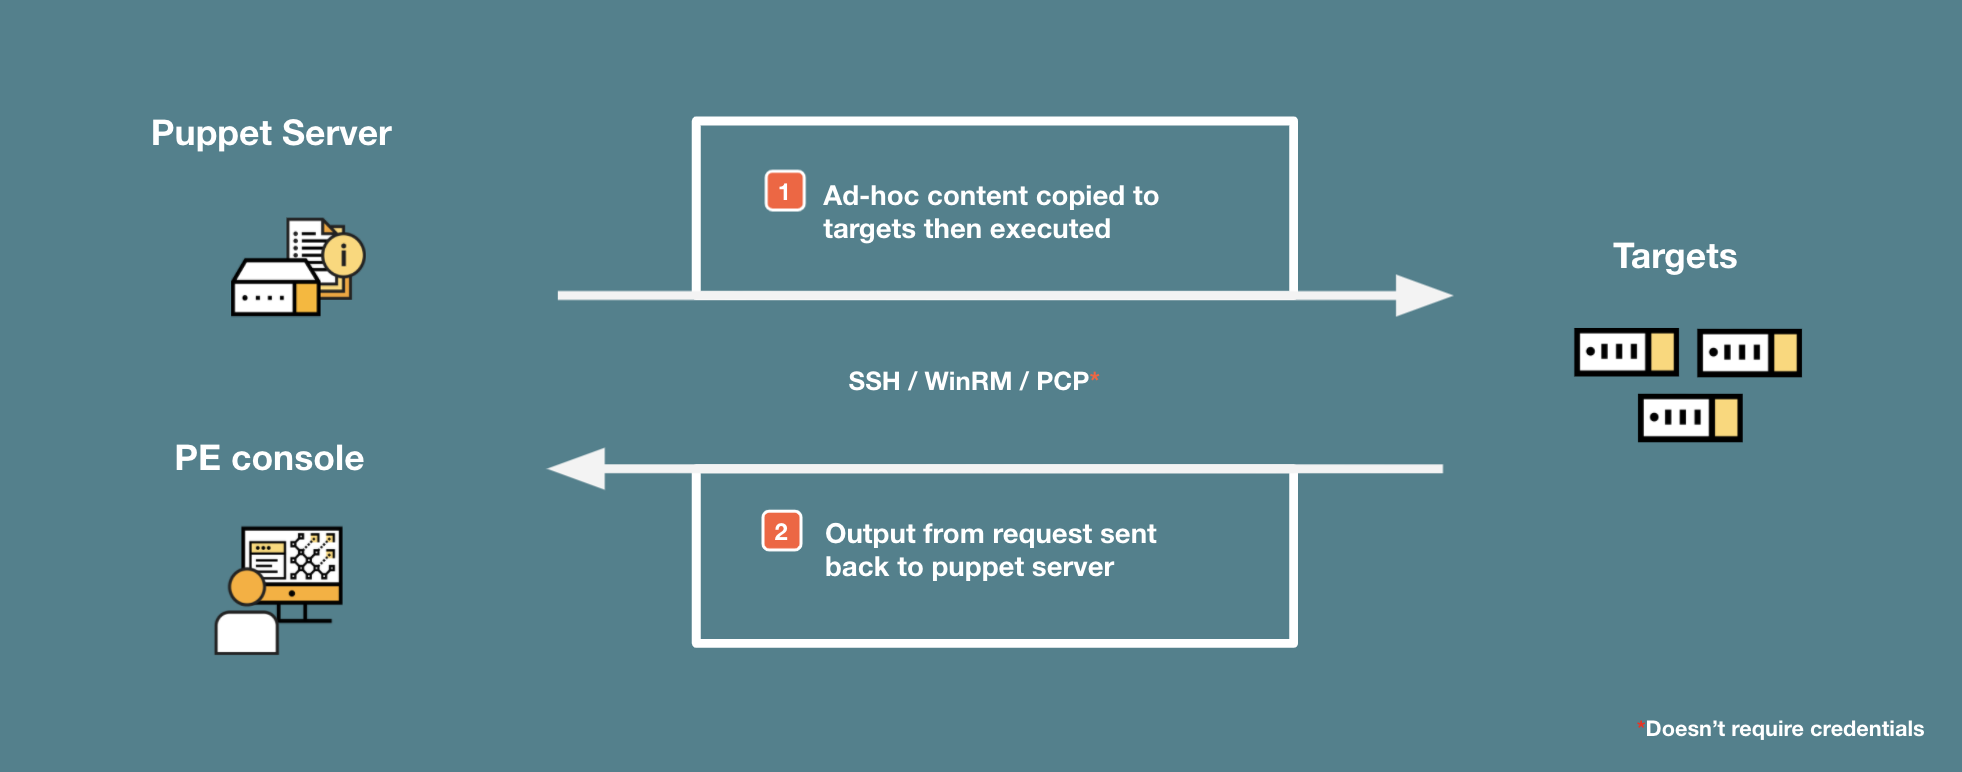 Puppet Server
1
Ad-hoc content copied to
targets then executed
Targets
SSH / WinRM / PCP*
PE console
2
Output from request sent
back to puppet server
*Doesn't require credentials